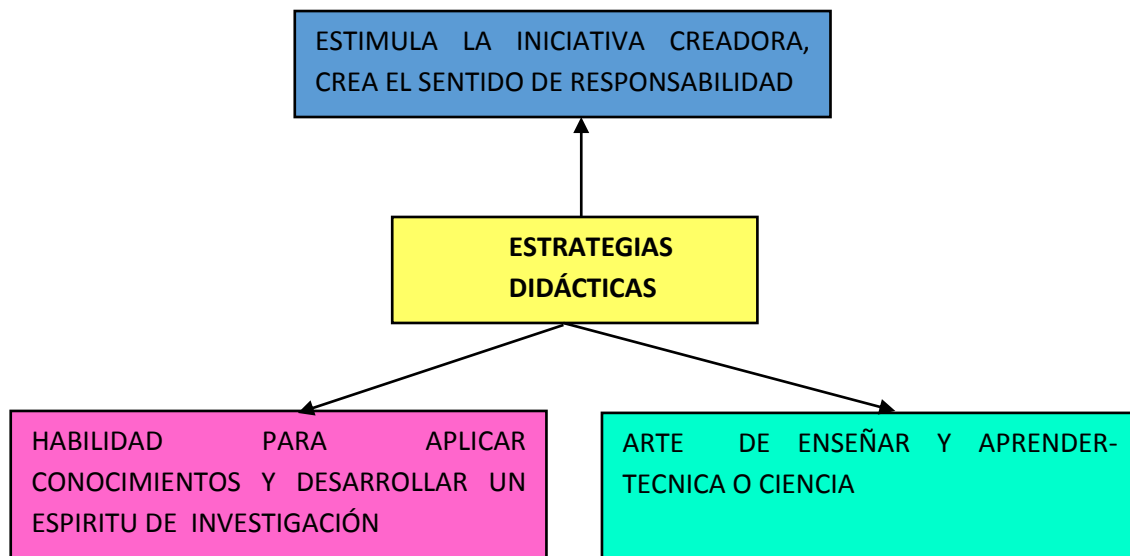 ESTIMULA LA INICIATIVA CREADORA,
CREA EL SENTIDO DE RESPONSABILIDAD
ESTRATEGIAS
DIDÁCTICAS
HABILIDAD PARA APLICAR
CONOCIMIENTOS Y DESARROLLAR UN
ESPIRITU DE INVESTIGACIÓN
ARTE DE ENSEÑAR Y APRENDER-
TECNICA O CIENCIA